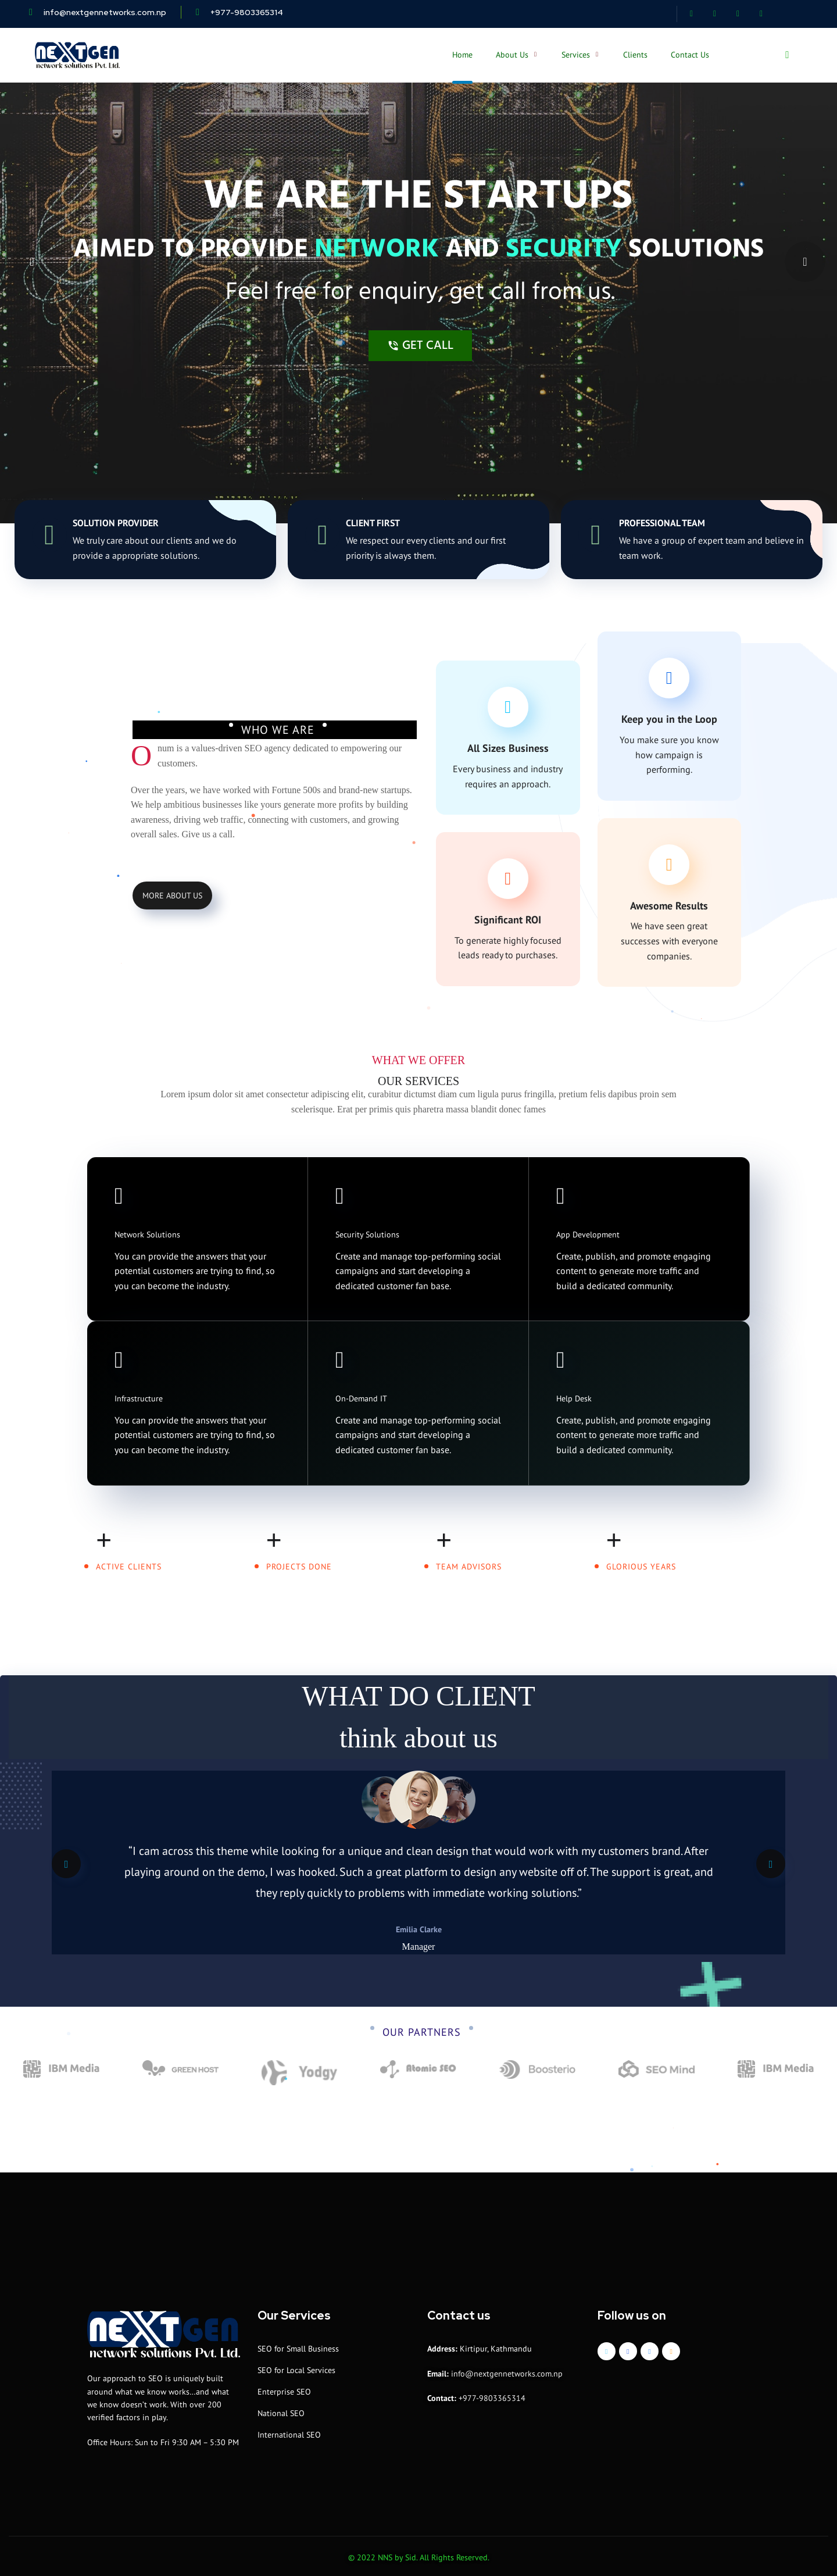 info@nextgennetworks.com.np
+977-9803365314
NEXTGEN
network solutions Pvt. Ltd.
Home
About Us
Services
Clients
Contact Us
WE ARE THE STARTUPS
AIMED TO PROVIDE NETWORK AND SECURITY SOLUTIONS
Feel free for enquiry, get call from us.
GET CALL
SOLUTION PROVIDER
We truly care about our clients and we do
provide a appropriate solutions.
CLIENT FIRST
We respect our every clients and our first
priority is always them.
PROFESSIONAL TEAM
We have a group of expert team and believe in
team work.
WHO WE ARE
Onum is a values-driven SEO agency dedicated to empowering our
customers.
Over the years, we have worked with Fortune 500s and brand-new startups.
We help ambitious businesses like yours generate more profits by building
awareness, driving web traffic, connecting with customers, and growing
overall sales. Give us a call.
MORE ABOUT US
All Sizes Business
Every business and industry
requires an approach.
Significant ROI
To generate highly focused
leads ready to purchases.
Keep you in the Loop
You make sure you know
how campaign is
performing.
Awesome Results
We have seen great
successes with everyone
companies.
WHAT WE OFFER
OUR SERVICES
Lorem ipsum dolor sit amet consectetur adipiscing elit, curabitur dictumst diam cum ligula purus fringilla, pretium felis dapibus proin sem
scelerisque. Erat per primis quis pharetra massa blandit donec fames
Network Solutions
You can provide the answers that your
potential customers are trying to find, so
you can become the industry.
Security Solutions
Create and manage top-performing social
campaigns and start developing a
dedicated customer fan base.
App Development
Create, publish, and promote engaging
content to generate more traffic and
build a dedicated community.
Infrastructure
You can provide the answers that your
potential customers are trying to find, so
you can become the industry.
On-Demand IT
Create and manage top-performing social
campaigns and start developing a
dedicated customer fan base.
Help Desk
Create, publish, and promote engaging
content to generate more traffic and
build a dedicated community.
+
ACTIVE CLIENTS
+
PROJECTS DONE
+
TEAM ADVISORS
+
GLORIOUS YEARS
WHAT DO CLIENT
think about us
“I cam across this theme while looking for a unique and clean design that would work with my customers brand. After
playing around on the demo, I was hooked. Such a great platform to design any website off of. The support is great, and
they reply quickly to problems with immediate working solutions.”
Emilia Clarke
Manager
OUR PARTNERS
IBM Media
GREEN HOST
Yodgy
Atomic SEO
Boosterio
SEO Mind
IBM Media
NEXTGEN
network solutions Pvt. Ltd.
Our approach to SEO is uniquely built
around what we know works…and what
we know doesn’t work. With over 200
verified factors in play.
Office Hours: Sun to Fri 9:30 AM – 5:30 PM
Our Services
SEO for Small Business
SEO for Local Services
Enterprise SEO
National SEO
International SEO
Contact us
Address: Kirtipur, Kathmandu
Email: info@nextgennetworks.com.np
Contact: +977-9803365314
Follow us on
© 2022 NNS by Sid. All Rights Reserved.